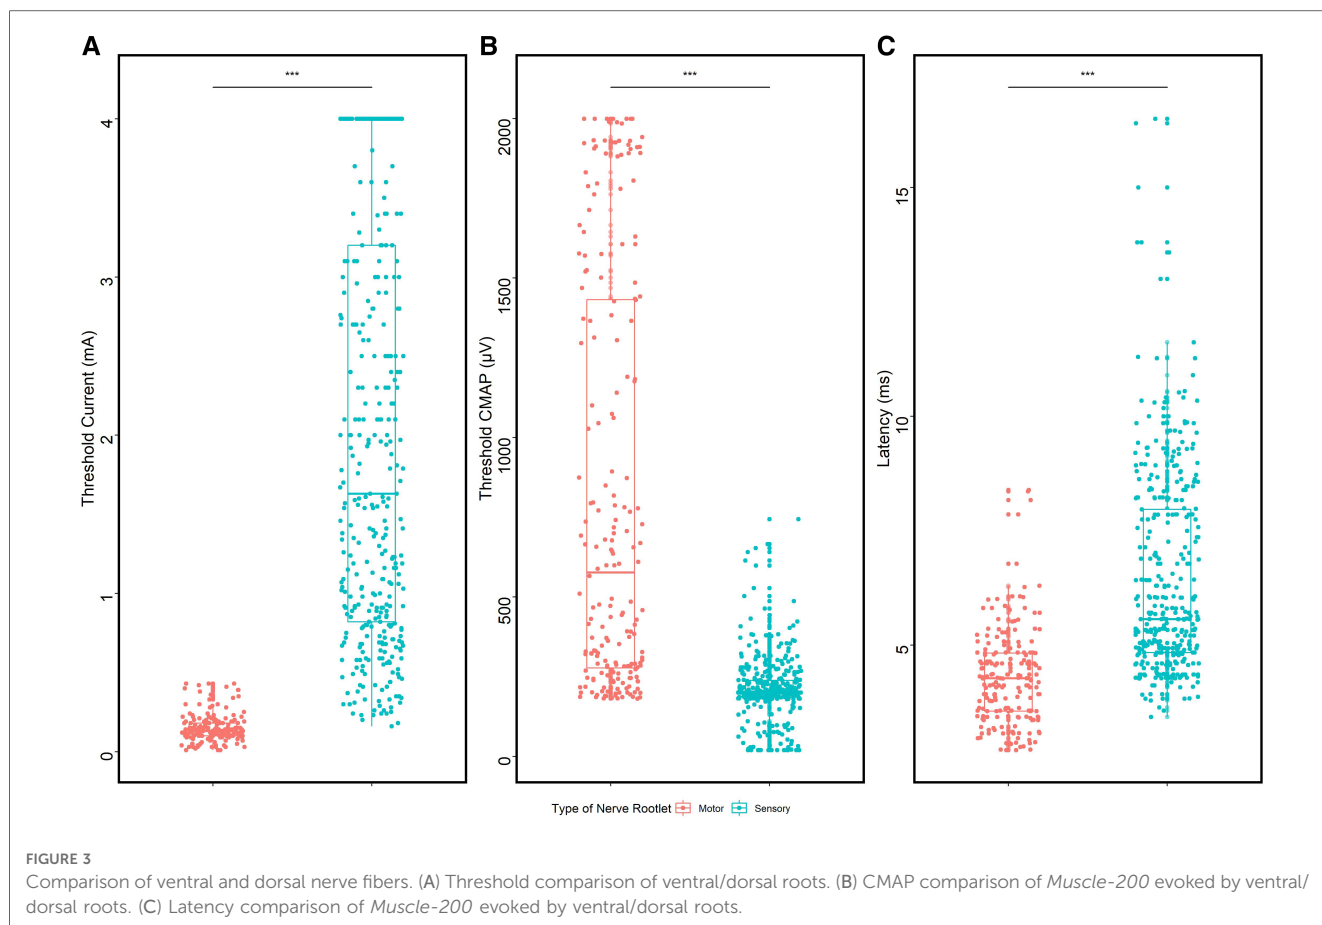 A
B
C
***
***
***
4
3
2
1
0
Threshold Current (mA)
2000
1500
1000
500
0
Threshold CMAP (μV)
15
10
5
Latency (ms)
Type of Nerve Rootlet Motor Sensory
FIGURE 3
Comparison of ventral and dorsal nerve fibers. (A) Threshold comparison of ventral/dorsal roots. (B) CMAP comparison of Muscle-200 evoked by ventral/
dorsal roots. (C) Latency comparison of Muscle-200 evoked by ventral/dorsal roots.